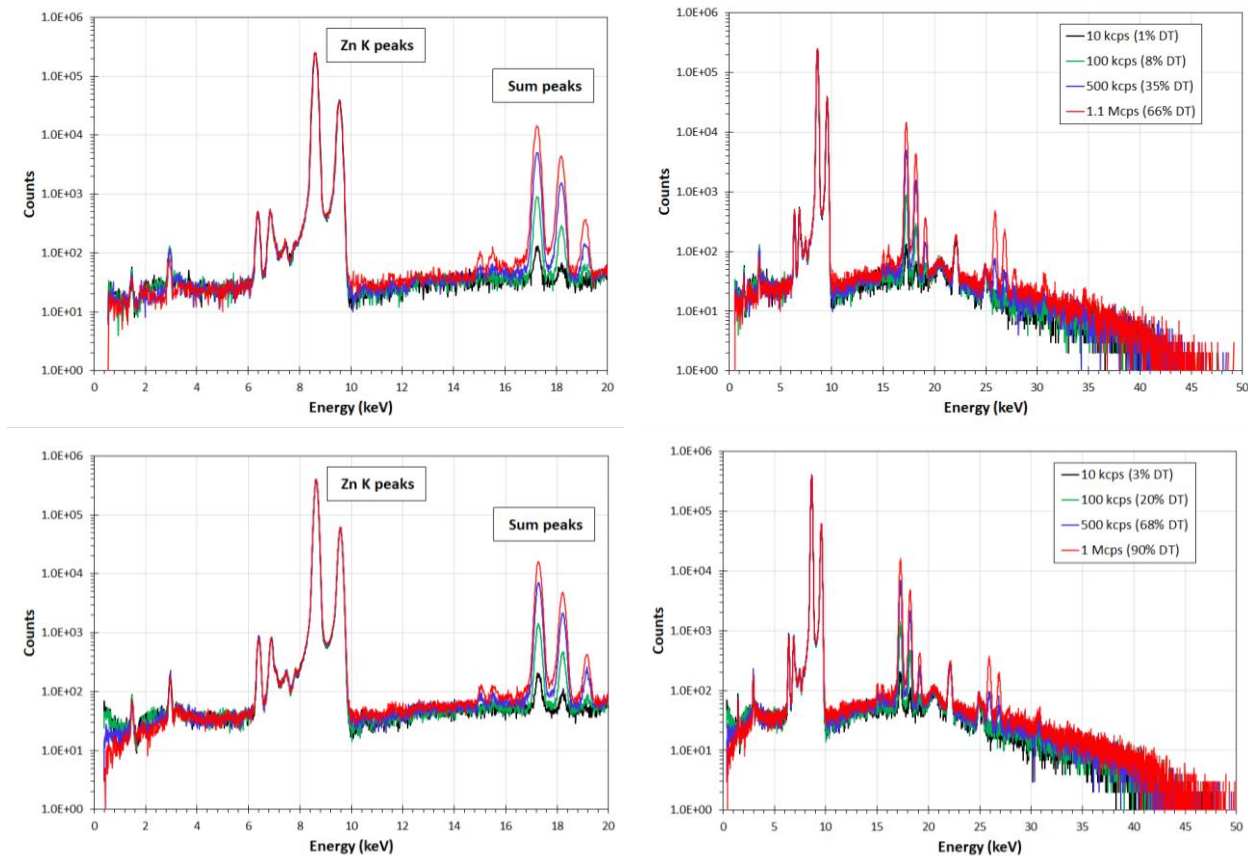 1.0E+06
1.0E+05
1.0E+04
1.0E+03
1.0E+02
1.0E+01
1.0E+00
Counts
Zn K peaks
Sum peaks
0 2 4 6 8 10 12 14 16 18 20
Energy (keV)
1.0E+06
1.0E+05
1.0E+04
1.0E+03
1.0E+02
1.0E+01
1.0E+00
Counts
10 kcps (1% DT)
100 kcps (8% DT)
500 kcps (35% DT)
1.1 Mcps (66% DT)
0 5 10 15 20 25 30 35 40 45 50
Energy (keV)
1.0E+06
1.0E+05
1.0E+04
1.0E+03
1.0E+02
1.0E+01
1.0E+00
Counts
Zn K peaks
Sum peaks
0 2 4 6 8 10 12 14 16 18 20
Energy (keV)
1.0E+06
1.0E+05
1.0E+04
1.0E+03
1.0E+02
1.0E+01
1.0E+00
Counts
10 kcps (3% DT)
100 kcps (20% DT)
500 kcps (68% DT)
1 Mcps (90% DT)
0 5 10 15 20 25 30 35 40 45 50
Energy (keV)